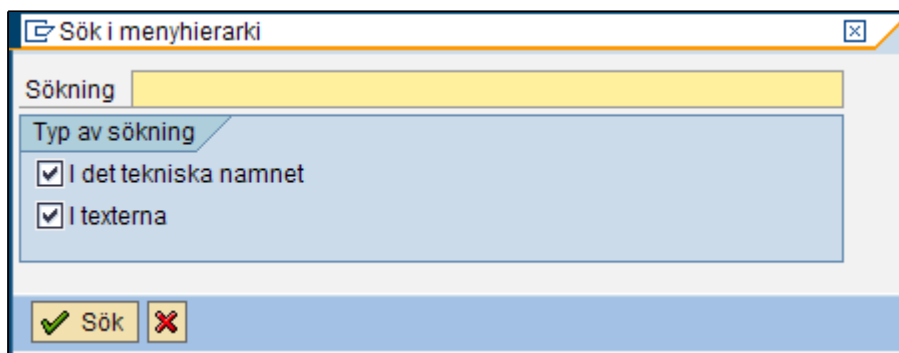 Sök i menyhierarki
Sökning
Typ av sökning
I det tekniska namnet
I texterna
Sök